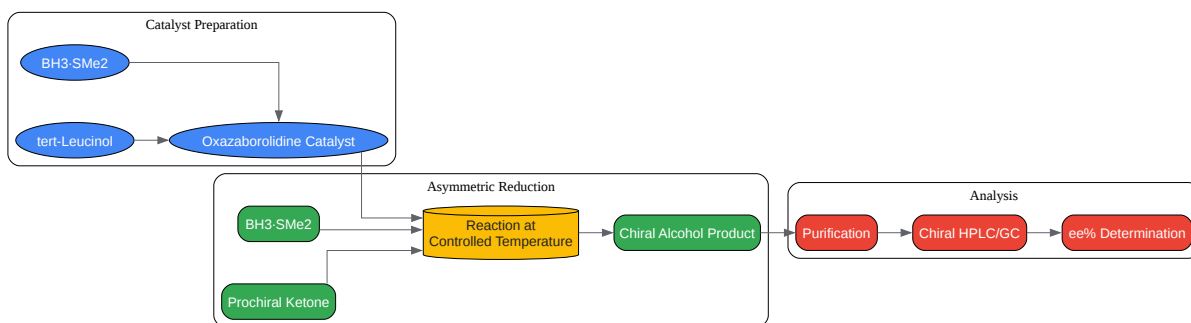 Catalyst Preparation
BH3·SMe2
tert-Leucinol
Oxazaborolidine Catalyst
Asymmetric Reduction
BH3·SMe2
Prochiral Ketone
Reaction at
Controlled Temperature
Chiral Alcohol Product
Analysis
Purification
Chiral HPLC/GC
ee% Determination